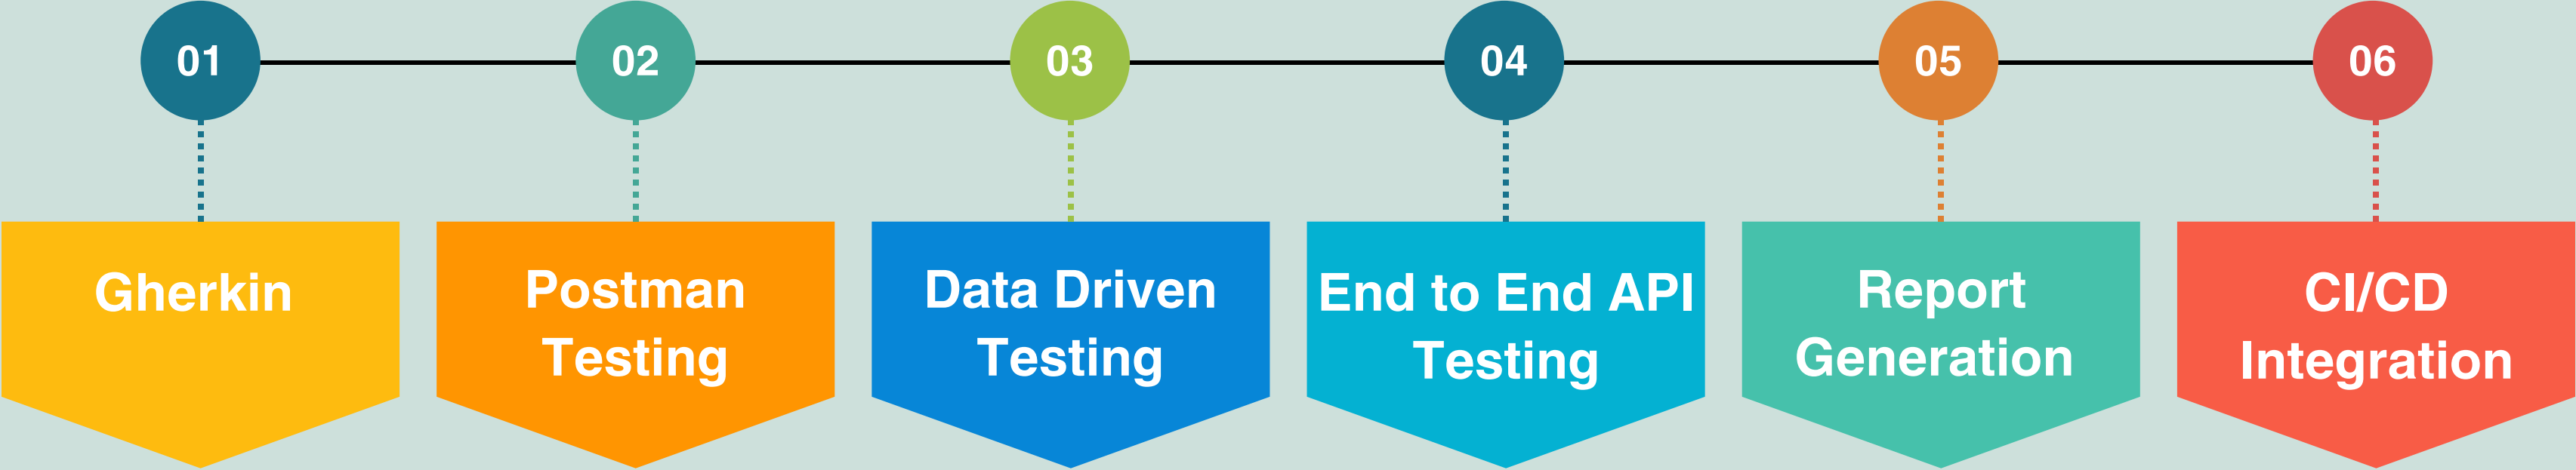 01
02
03
04
05
06
Gherkin
Postman
Testing
Data Driven
Testing
End to End API
Testing
Report
Generation
CI/CD
Integration